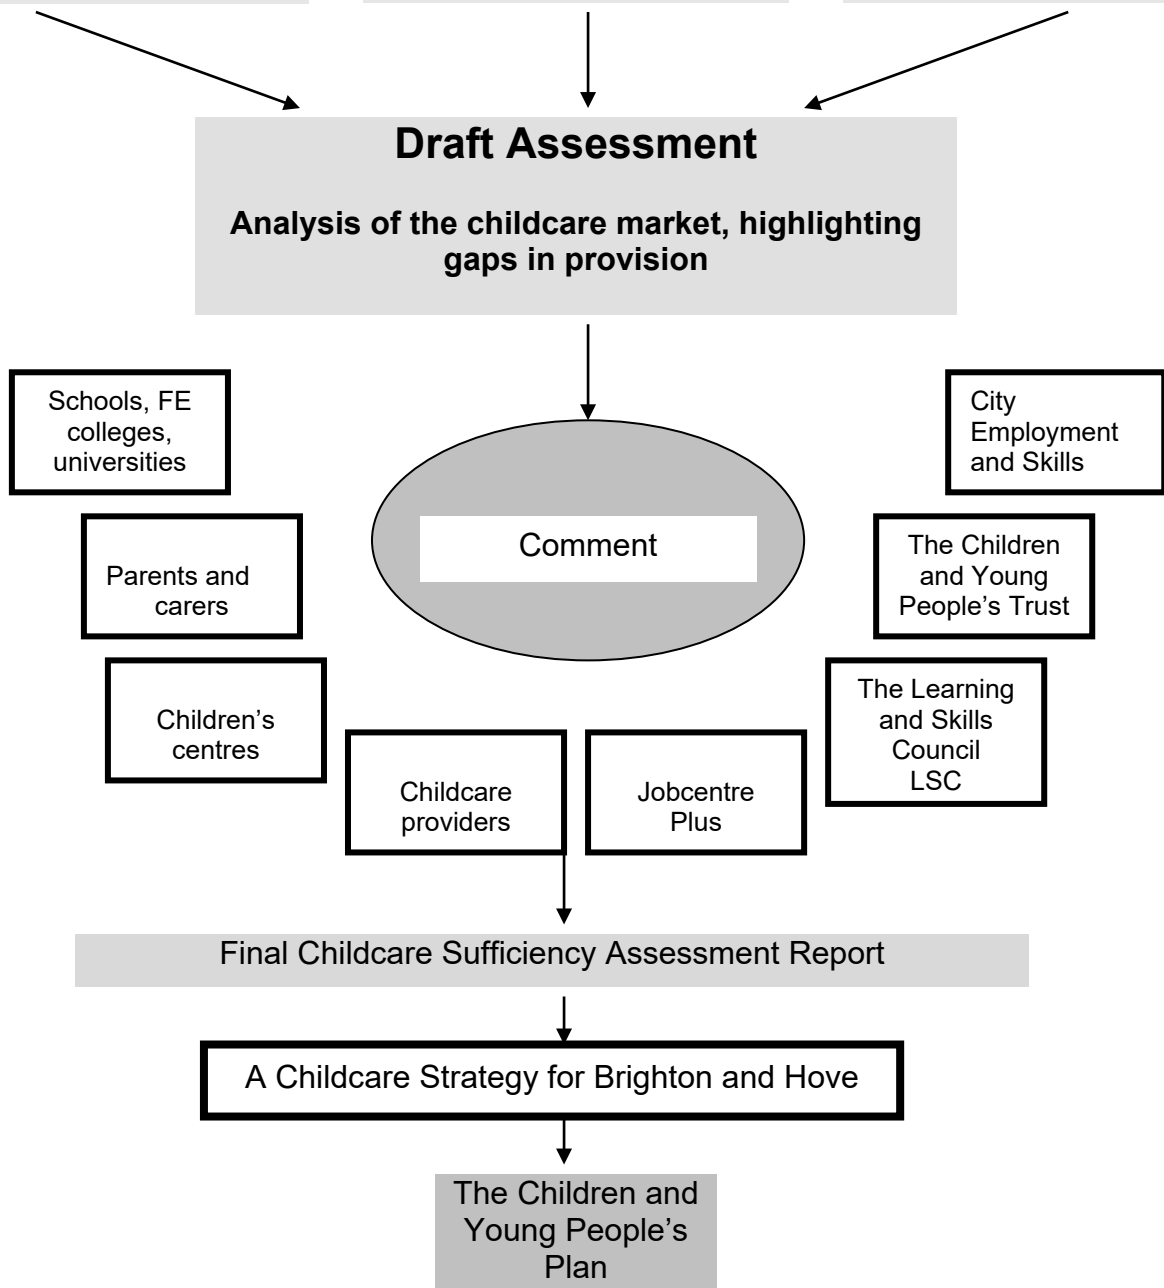 Draft Assessment
Analysis of the childcare market, highlighting
gaps in provision
Schools, FE
colleges,
universities
City
Employment
and Skills
Comment
Parents and
carers
The Children
and Young
People’s Trust
Children’s
centres
The Learning
and Skills
Council
LSC
Childcare
providers
Jobcentre
Plus
Final Childcare Sufficiency Assessment Report
A Childcare Strategy for Brighton and Hove
The Children and
Young People’s
Plan